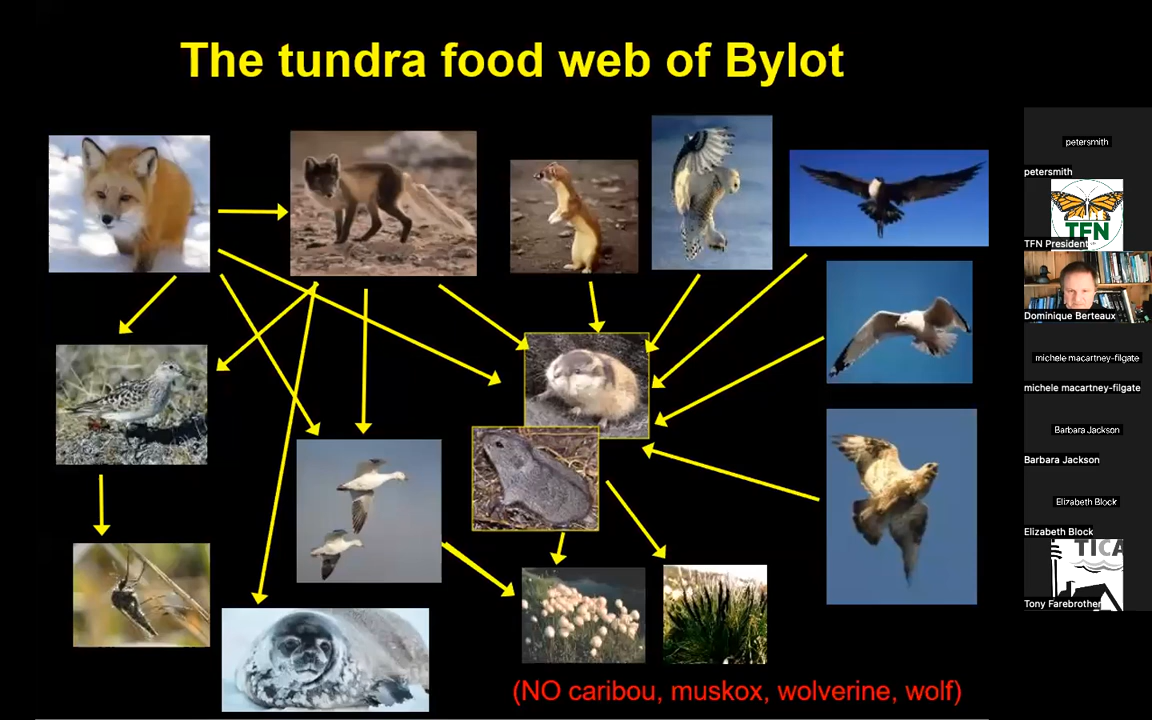 The tundra food web of Bylot
petersmith
petersmith
TFN
TFN President
Dominique Berteaux
michele macartney-filgate
michele macartney-filgate
Barbara Jackson
Barbara Jackson
Elizabeth Block
Elizabeth Block
TICA
Tony Farebrother
(NO caribou, muskox, wolverine, wolf)